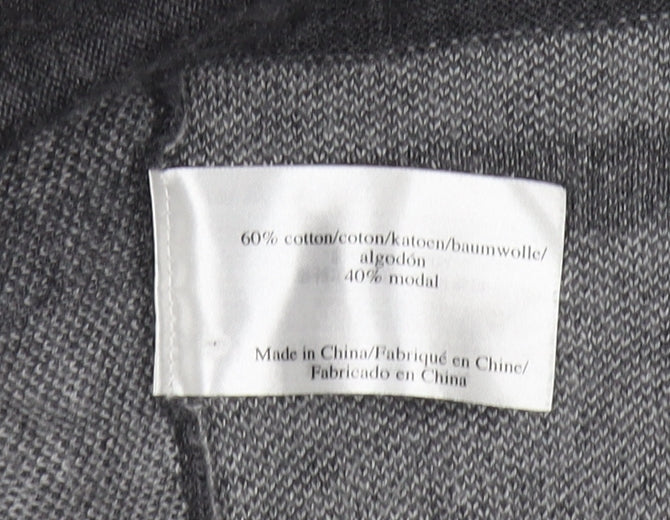 60% cotton/coton/katoen/baumwolle/
algodón
40% modal
Made in China/Fabriqué en Chine/
Fabricado en China